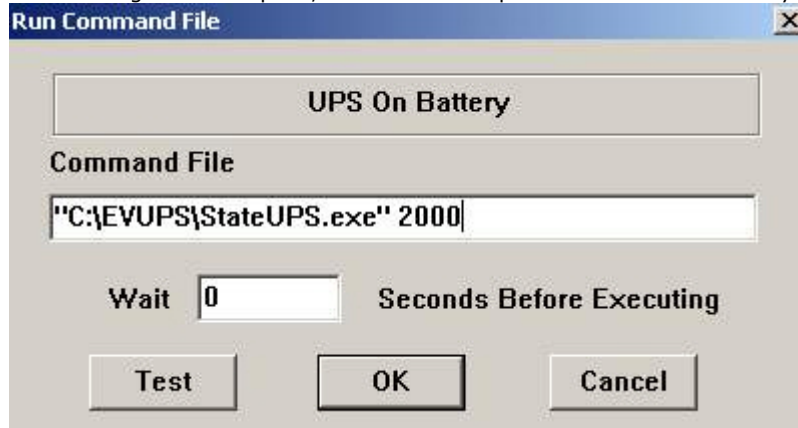 Run Command File
UPS On Battery
Command File
"C:\EVUPS\StateUPS.exe" 2000
Wait 0 Seconds Before Executing
Test OK Cancel